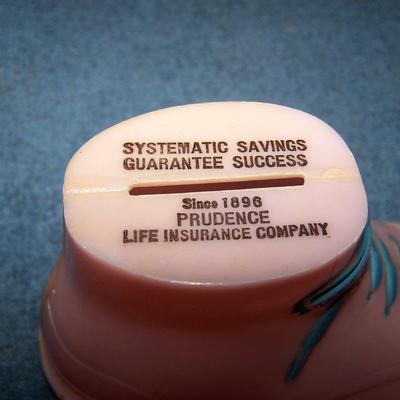 SYSTEMATIC SAVINGS
GUARANTEE SUCCESS
Since 1896
PRUDENCE
LIFE INSURANCE COMPANY